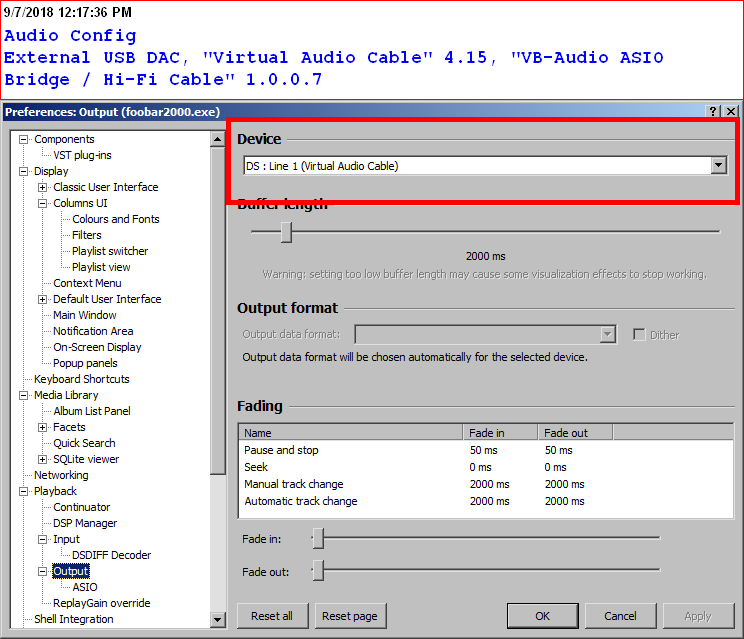 9/7/2018 12:17:36 PM
Audio Config
External USB DAC, "Virtual Audio Cable" 4.15, "VB-Audio ASIO
Bridge / Hi-Fi Cable" 1.0.0.7
Preferences: Output (foobar2000.exe)
Components
VST plug-ins
Display
Classic User Interface
Columns UI
Colours and Fonts
Filters
Playlist switcher
Playlist view
Context Menu
Default User Interface
Main Window
Notification Area
On-Screen Display
Popup panels
Keyboard Shortcuts
Media Library
Album List Panel
Facets
Quick Search
SQLite viewer
Networking
Playback
Continuator
DSP Manager
Input
DSDIFF Decoder
Output
ASIO
ReplayGain override
Shell Integration
Device
DS : Line 1 (Virtual Audio Cable)
Buffer length
2000 ms
Warning: setting too low buffer length may cause some visualization effects to stop working.
Output format
Output data format:
Dither
Output data format will be chosen automatically for the selected device.
Fading
Name Fade in Fade out
Pause and stop 50 ms 50 ms
Seek 0 ms 0 ms
Manual track change 2000 ms 2000 ms
Automatic track change 2000 ms 2000 ms
Fade in:
Fade out:
Reset all Reset page OK Cancel Apply